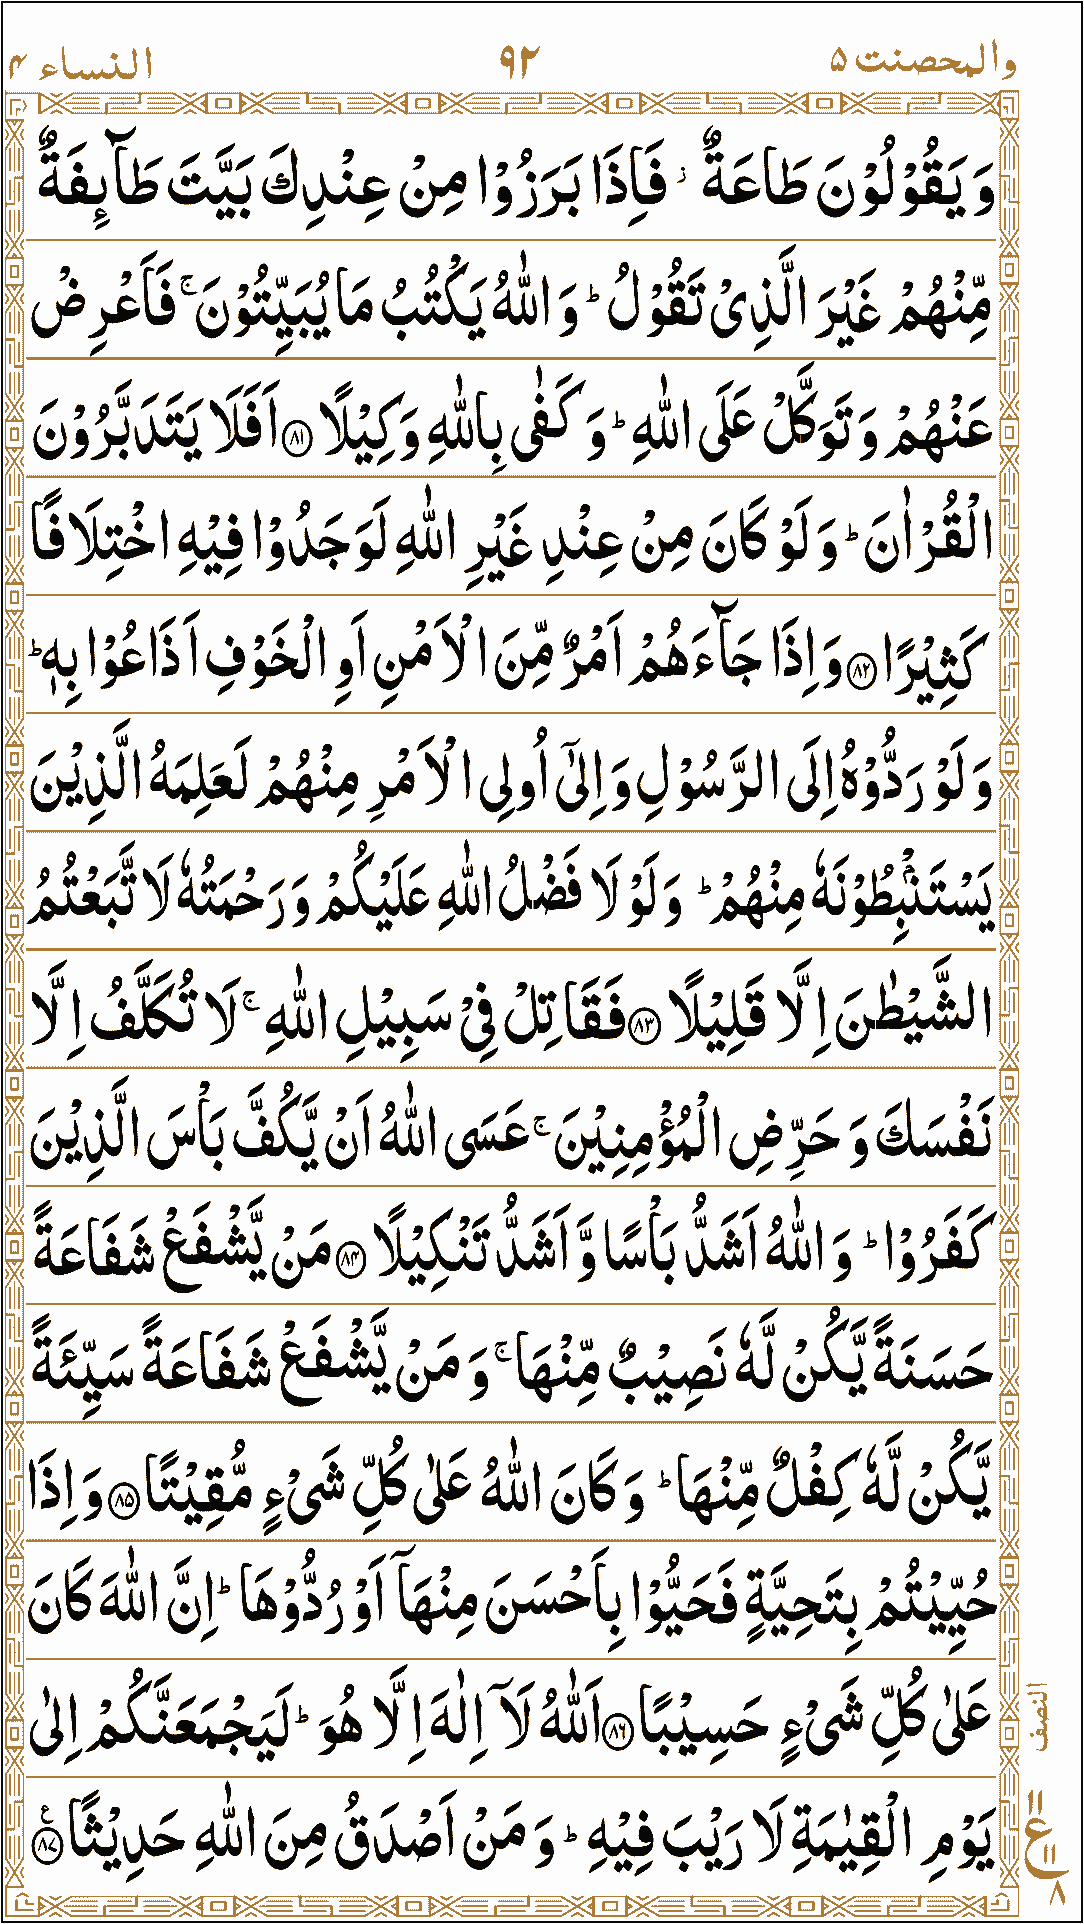 والمحصنت ۵ ۹۲ النساء ۴
وَ یَقُوْلُوْنَ طَاعَةٌ ؗ فَاِذَا بَرَزُوْا مِنْ عِنْدِكَ بَیَّتَ طَآىِٕفَةٌ
مِّنْهُمْ غَیْرَ الَّذِیْ تَقُوْلُ ؕ وَ اللّٰهُ یَكْتُبُ مَا یُبَیِّتُوْنَ ۚ فَاَعْرِضْ
عَنْهُمْ وَ تَوَكَّلْ عَلَی اللّٰهِ ؕ وَ كَفٰی بِاللّٰهِ وَكِیْلًا ﴿۸۱﴾ اَفَلَا یَتَدَبَّرُوْنَ
الْقُرْاٰنَ ؕ وَ لَوْ كَانَ مِنْ عِنْدِ غَیْرِ اللّٰهِ لَوَجَدُوْا فِیْهِ اخْتِلَافًا
كَثِیْرًا ﴿۸۲﴾ وَ اِذَا جَآءَهُمْ اَمْرٌ مِّنَ الْاَمْنِ اَوِ الْخَوْفِ اَذَاعُوْا بِهٖ ؕ
وَ لَوْ رَدُّوْهُ اِلَی الرَّسُوْلِ وَ اِلٰۤی اُولِی الْاَمْرِ مِنْهُمْ لَعَلِمَهُ الَّذِیْنَ
یَسْتَنْۢبِطُوْنَهٗ مِنْهُمْ ؕ وَ لَوْ لَا فَضْلُ اللّٰهِ عَلَیْكُمْ وَ رَحْمَتُهٗ لَا تَّبَعْتُمُ
الشَّیْطٰنَ اِلَّا قَلِیْلًا ﴿۸۳﴾ فَقَاتِلْ فِیْ سَبِیْلِ اللّٰهِ ۚ لَا تُكَلَّفُ اِلَّا
نَفْسَكَ وَ حَرِّضِ الْمُؤْمِنِیْنَ ۚ عَسَی اللّٰهُ اَنْ یَّكُفَّ بَاْسَ الَّذِیْنَ
كَفَرُوْا ؕ وَ اللّٰهُ اَشَدُّ بَاْسًا وَّ اَشَدُّ تَنْكِیْلًا ﴿۸۴﴾ مَنْ یَّشْفَعْ شَفَاعَةً
حَسَنَةً یَّكُنْ لَّهٗ نَصِیْبٌ مِّنْهَا ۚ وَ مَنْ یَّشْفَعْ شَفَاعَةً سَیِّئَةً
یَّكُنْ لَّهٗ كِفْلٌ مِّنْهَا ؕ وَ كَانَ اللّٰهُ عَلٰی كُلِّ شَیْءٍ مُّقِیْتًا ﴿۸۵﴾ وَ اِذَا
حُیِّیْتُمْ بِتَحِیَّةٍ فَحَیُّوْا بِاَحْسَنَ مِنْهَاۤ اَوْ رُدُّوْهَا ؕ اِنَّ اللّٰهَ كَانَ
عَلٰی كُلِّ شَیْءٍ حَسِیْبًا ﴿۸۶﴾ اَللّٰهُ لَاۤ اِلٰهَ اِلَّا هُوَ ؕ لَیَجْمَعَنَّكُمْ اِلٰی
النصف
یَوْمِ الْقِیٰمَةِ لَا رَیْبَ فِیْهِ ؕ وَ مَنْ اَصْدَقُ مِنَ اللّٰهِ حَدِیْثًا ﴿۸۷﴾ ع
۱۱
ع
۸